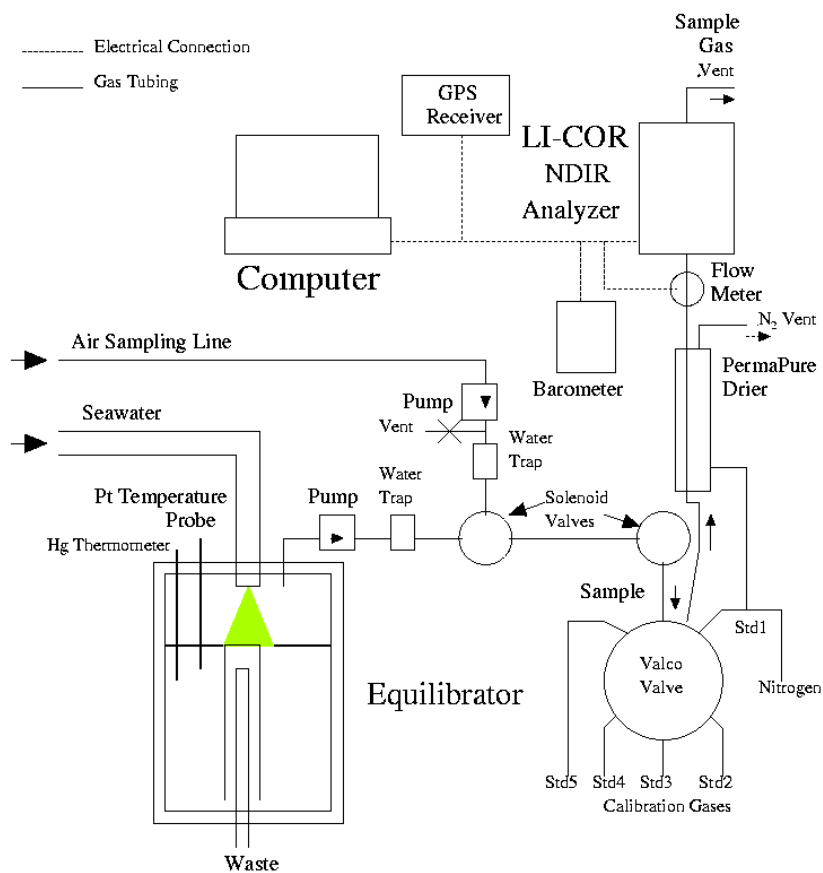 Electrical Connection
Gas Tubing
Sample
Gas
Vent
GPS
Receiver
LI-COR
NDIR
Analyzer
Computer
Flow
Meter
N2 Vent
Air Sampling Line
Barometer
PermaPure
Drier
Pump
Seawater
Vent
Water
Trap
Water
Trap
Pt Temperature
Probe
Pump
Solenoid
Valves
Hg Thermometer
Sample
Std1
Valco
Valve
Nitrogen
Equilibrator
Std5
Std4
Std3
Std2
Calibration Gases
Waste